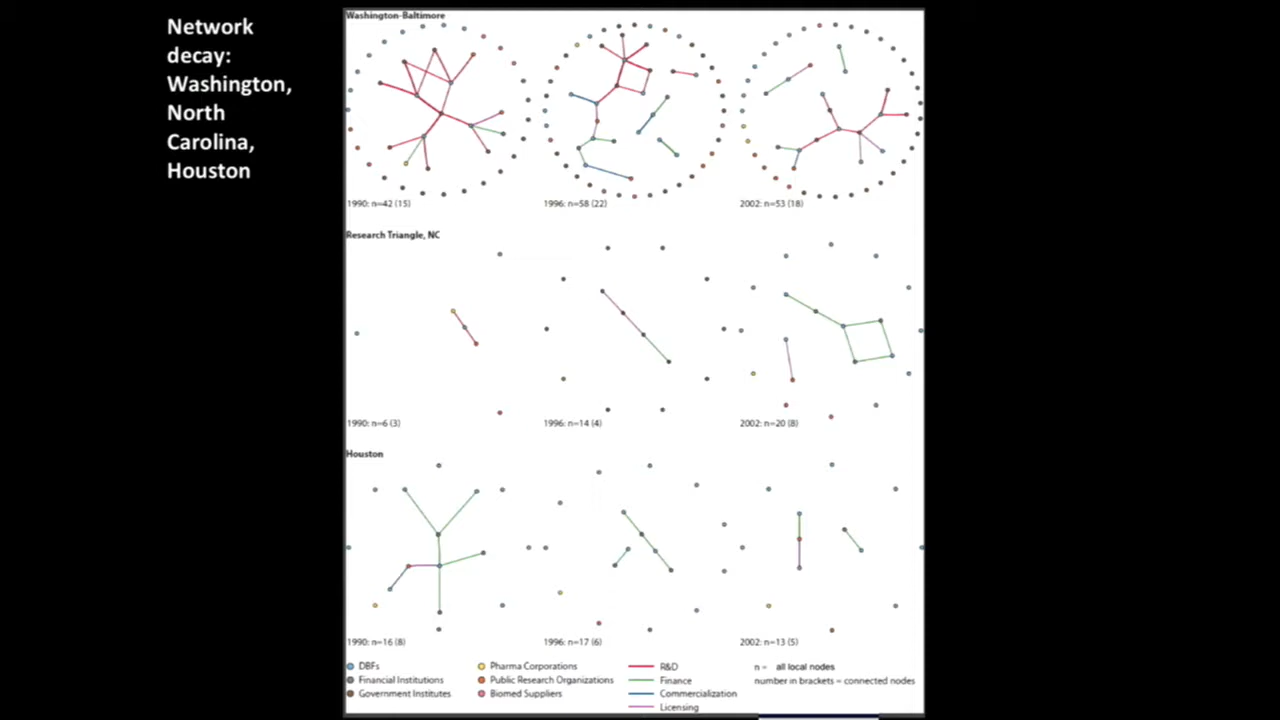 Network
decay:
Washington,
North
Carolina,
Houston
Washington-Baltimore
1990: n=42 (15)
1996: n=58 (22)
2002: n=53 (18)
Research Triangle, NC
1990: n=6 (3)
1996: n=14 (4)
2002: n=20 (8)
Houston
1990: n=16 (8)
1996: n=17 (6)
2002: n=13 (5)
DBFs
Financial Institutions
Government Institutes
Pharma Corporations
Public Research Organizations
Biomed Suppliers
R&D
Finance
Commercialization
Licensing
n = all local nodes
number in brackets = connected nodes